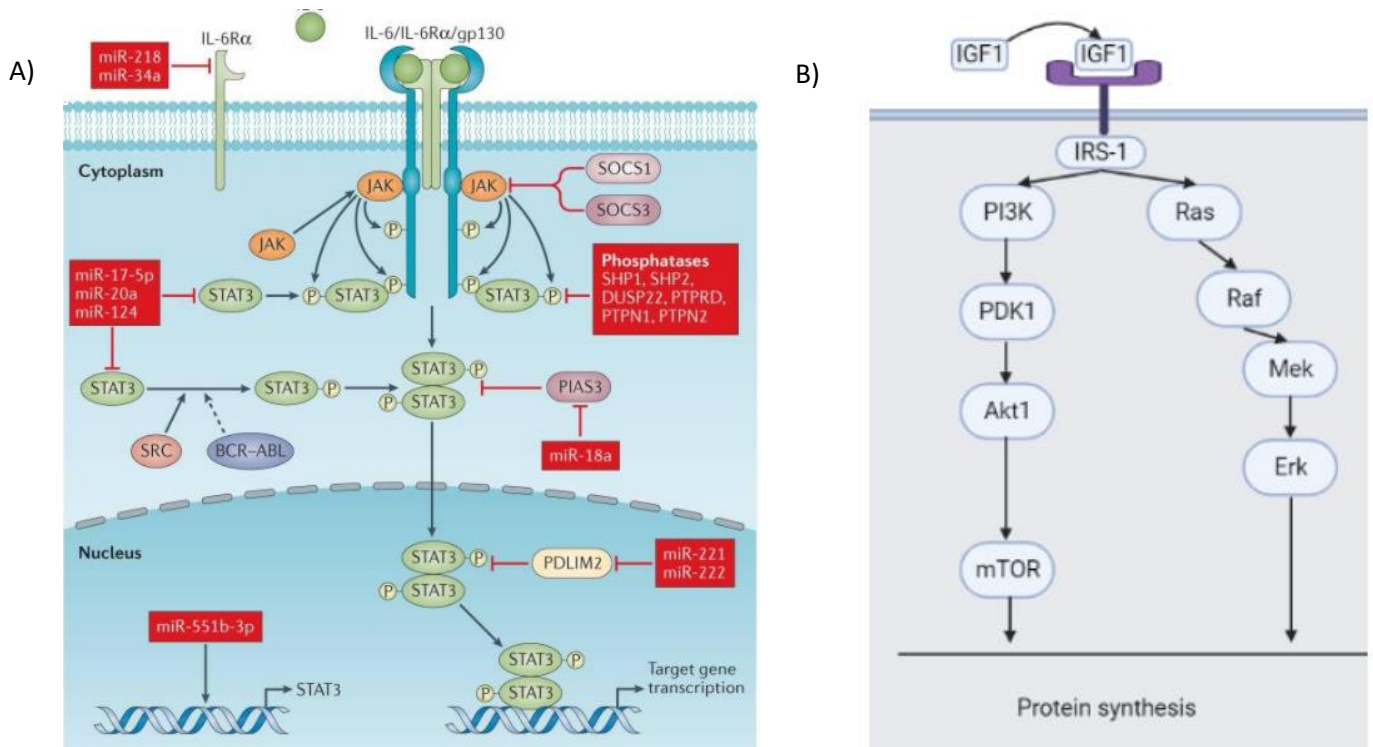 A)
IL-6Rα
IL-6/IL-6Rα/gp130
miR-218
miR-34a
Cytoplasm
JAK
JAK
SOCS1
SOCS3
P
P
JAK
miR-17-5p
miR-20a
miR-124
STAT3
P
STAT3
P
P
STAT3
P
Phosphatases
SHP1, SHP2,
DUSP22, PTPRD,
PTPN1, PTPN2
STAT3
STAT3
P
STAT3
P
P
STAT3
PIAS3
SRC
BCR–ABL
miR-18a
Nucleus
STAT3
P
P
STAT3
PDLIM2
miR-221
miR-222
miR-551b-3p
STAT3
STAT3
P
P
STAT3
Target gene
transcription
B)
IGF1
IGF1
IRS-1
PI3K
Ras
PDK1
Raf
Akt1
Mek
Erk
mTOR
Protein synthesis